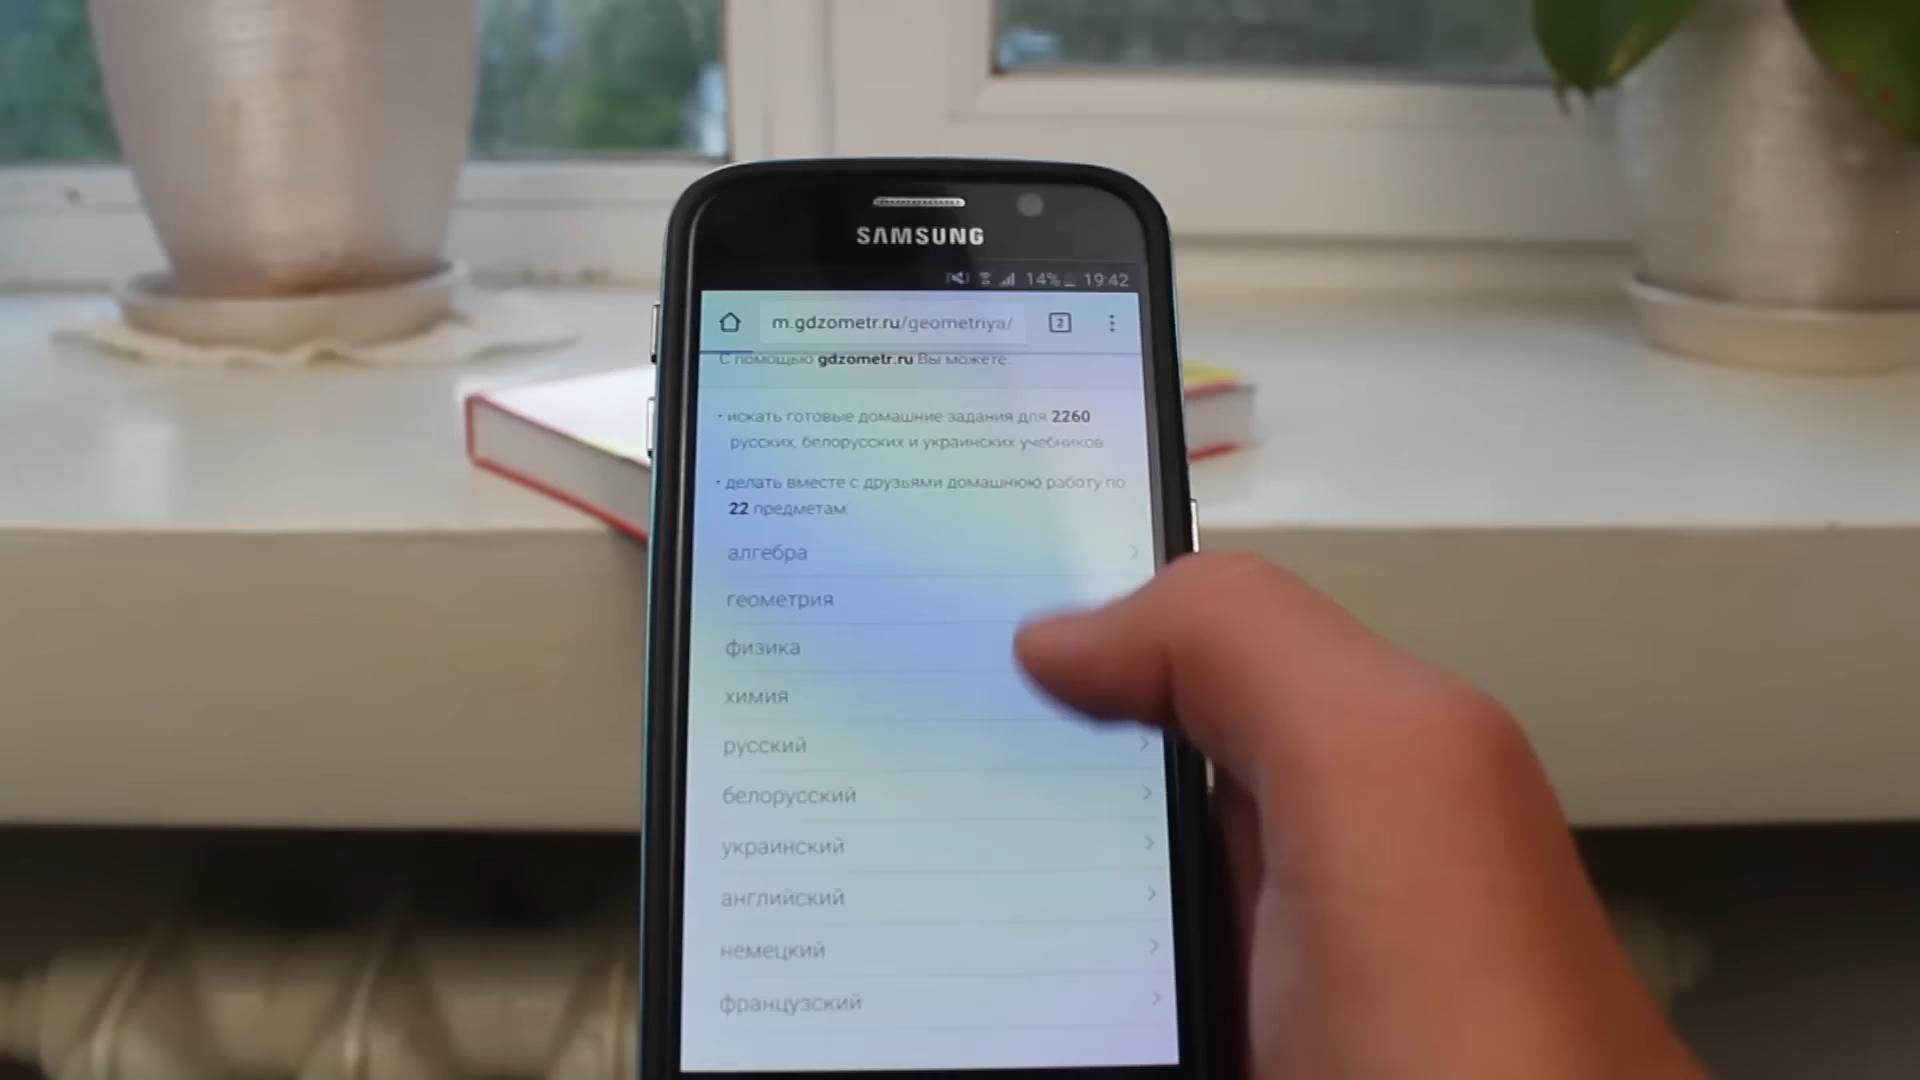 SAMSUNG
14% 19:42
m.gdzometr.ru/geometriya/
2
С помощью gdzometr.ru Вы можете:
• искать готовые домашние задания для 2260
русских, белорусских и украинских учебников
• делать вместе с друзьями домашнюю работу по
22 предметам:
алгебра
геометрия
физика
химия
русский
белорусский
украинский
английский
немецкий
французский